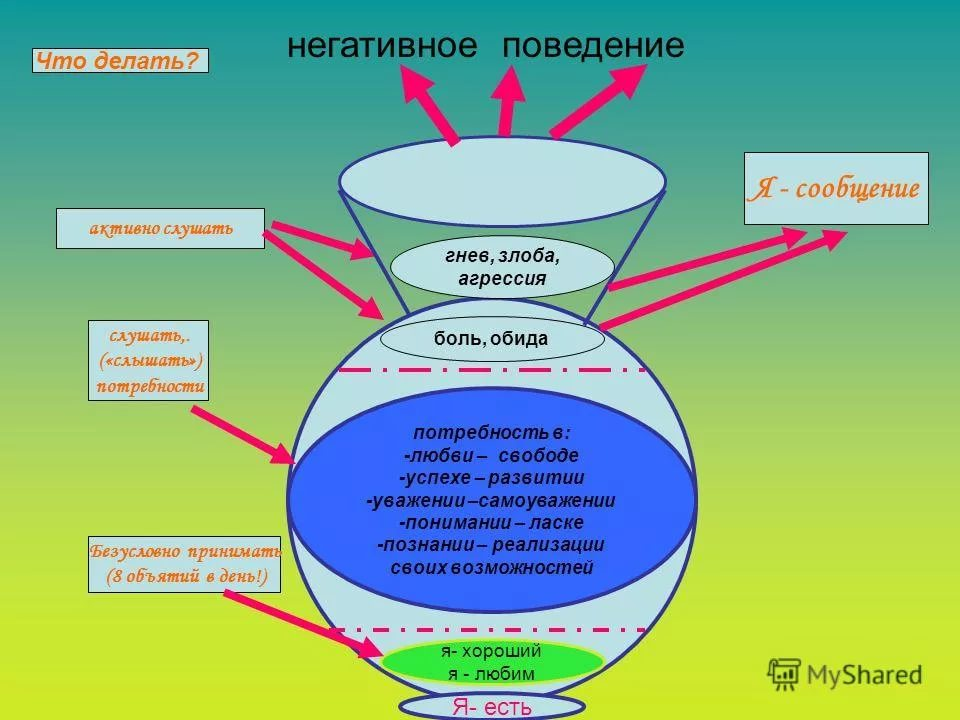 негативное поведение
Что делать?
Я - сообщение
активно слушать
гнев, злоба,
агрессия
боль, обида
слушать,.
(«слышать»)
потребности
потребность в:
-любви – свободе
-успехе – развитии
-уважении –самоуважении
-понимании – ласке
-познании – реализации
своих возможностей
Безусловно принимать
(8 объятий в день!)
я- хороший
я - любим
Я- есть
MyShared